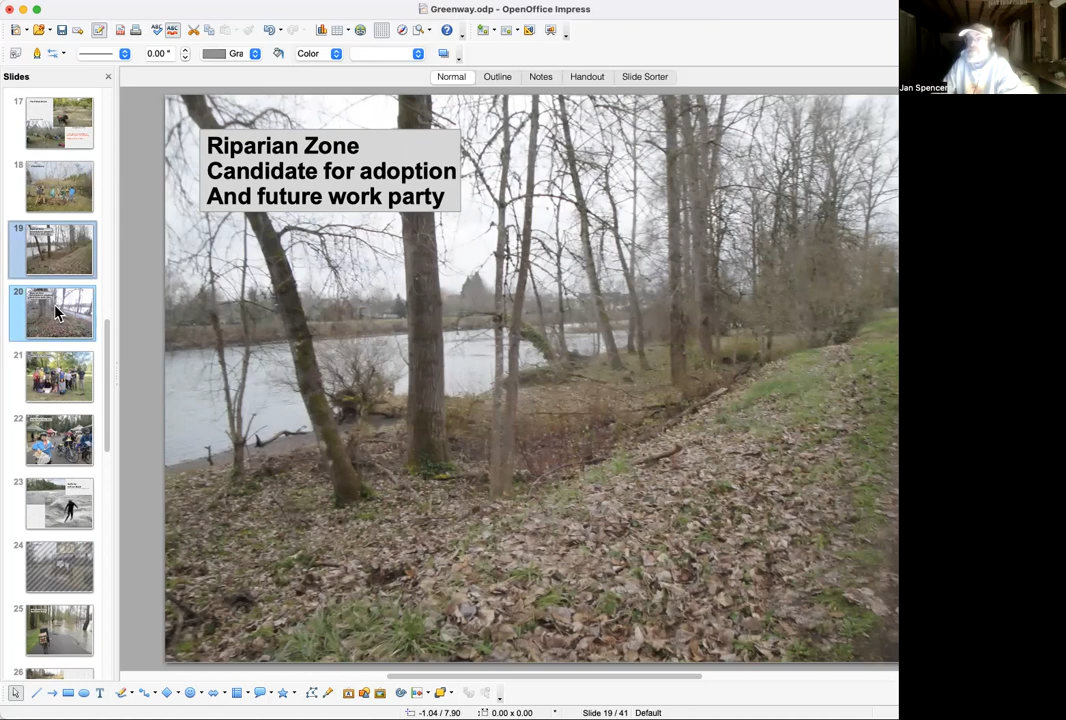 Greenway.odp - OpenOffice Impress
0.00 "
Gra
Color
Slides
Normal
Outline
Notes
Handout
Slide Sorter
17
18
19
20
21
22
23
24
25
26
Riparian Zone
Candidate for adoption
And future work party
Jan Spencer
-1.04 / 7.90
0.00 x 0.00
*
Slide 19 / 41
Default